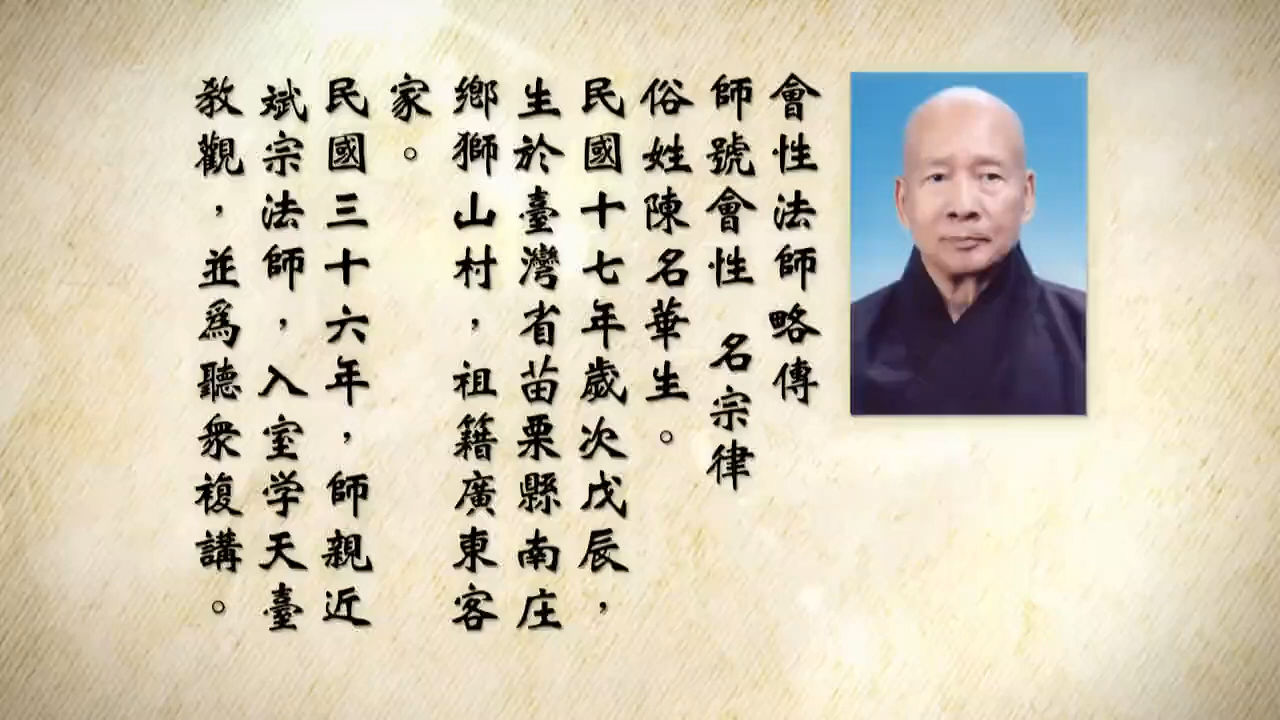 會性法師略傳
師號會性 名宗律
俗姓陳名華生。
民國十七年歲次戊辰，
生於臺灣省苗栗縣南庄
鄉獅山村，祖籍廣東客
家。
民國三十六年，師親近
斌宗法師，入室学天臺
教觀，並爲聽衆複講。